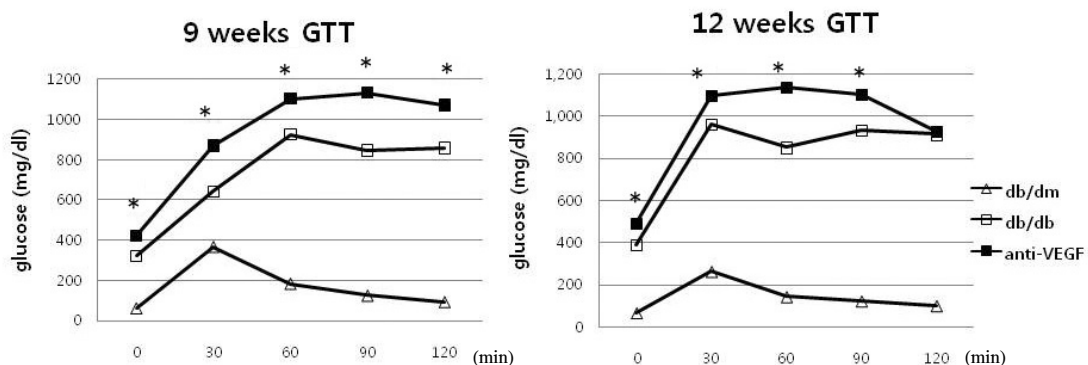 9 weeks GTT
*
*
*
*
*
glucose (mg/dl)
1200
1000
800
600
400
200
0
0 30 60 90 120 (min)
12 weeks GTT
*
*
*
*
glucose (mg/dl)
1,200
1,000
800
600
400
200
0
0 30 60 90 120 (min)
db/dm
db/db
anti-VEGF